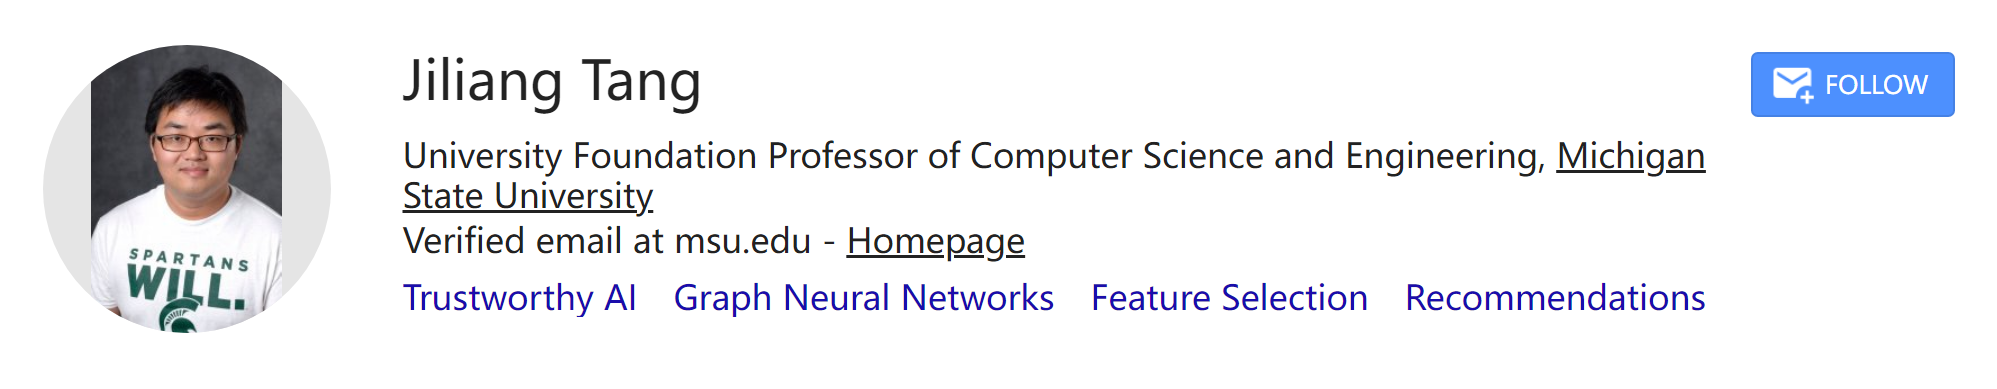 Jiliang Tang
FOLLOW
University Foundation Professor of Computer Science and Engineering, Michigan
State University
Verified email at msu.edu - Homepage
Trustworthy AI Graph Neural Networks Feature Selection Recommendations
SPARTANS
WILL.